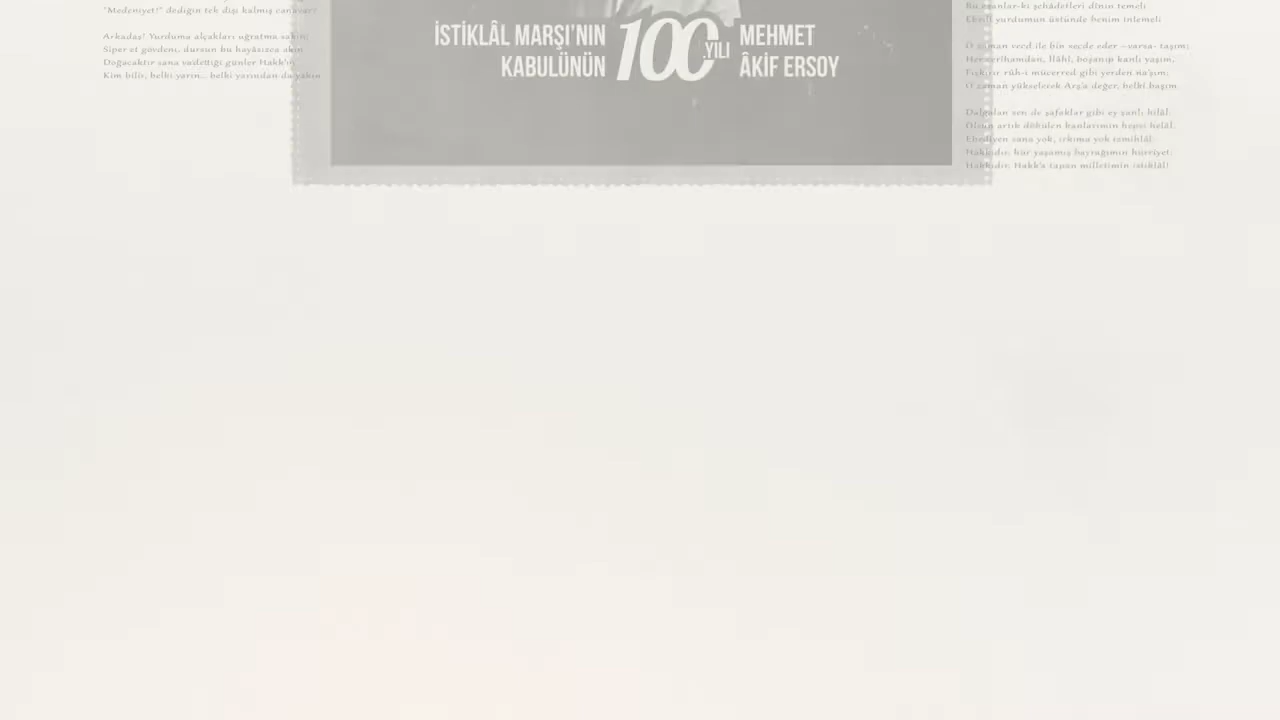 "Medeniyet!" dediğin tek dişi kalmış canavar?
Arkadaş! Yurduma alçakları uğratma sakın;
Siper et gövdeni, dursun bu hayâsızca akın
Doğacaktır sana va'dettiği günler Hakk'ın
Kim bilir, belki yarın... belki yarından da yakın
İSTİKLÂL MARŞI'NIN
KABULÜNÜN
100.YILI
MEHMET
ÂKİF ERSOY
Bu ezanlar-ki şehâdetleri dînin temeli
Ebedî yurdumun üstünde benim inlemeli
O zaman vecd ile bin secde eder –varsa- taşım;
Her cerîhamdan, İlâhî, boşanıp kanlı yaşım,
Fışkırır rûh-i mücerred gibi yerden na'şım;
O zaman yükselerek Arş'a değer, belki başım.
Dalgalan sen de şafaklar gibi ey şanlı hilâl;
Olsun artık dökülen kanlarımın hepsi helâl.
Ebediyen sana yok, ırkıma yok izmihlâl:
Hakkıdır, hür yaşamış bayrağımın hürriyet;
Hakkıdır, Hakk'a tapan milletimin istiklâl!